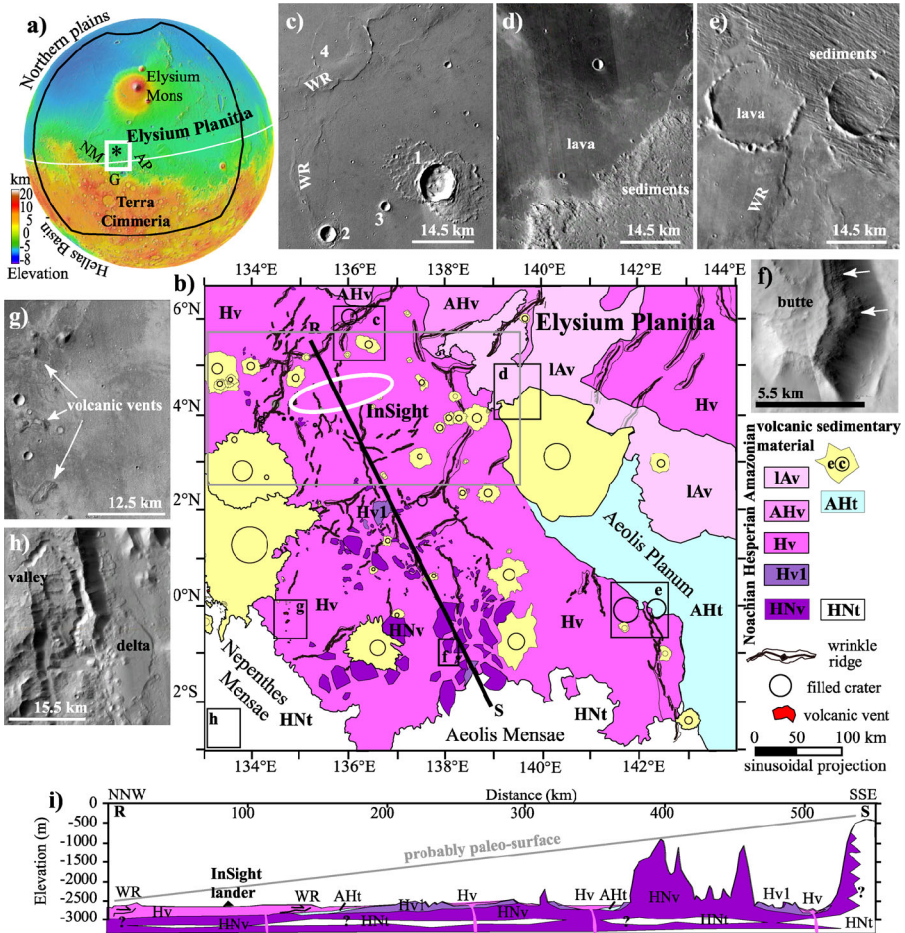 a)
Northern plains
Elysium
Mons
Elysium Planitia
NM
*
AP
G
km
20
15
10
5
0
-5
-8
Elevation
Terra
Cimmeria
Hellas Basin
c)
4
WR
WR
1
3
2
14.5 km
d)
lava
sediments
14.5 km
e)
sediments
lava
WR
14.5 km
b)
134°E 136°E 138°E 140°E 142°E 144°E
6°N
4°N
2°N
0°N
2°S
Hv
AHv
R
c
AHv
Elysium Planitia
d
lAv
InSight
Hv
lAv
Hv1
Aeolis Planum
Hv
g
HNv
Hv
e
AHt
f
Nepenthes
Mensae
HNt
h
S
HNt
Aeolis Mensae
134°E 136°E 138°E 140°E 142°E
f)
butte
5.5 km
g)
volcanic vents
12.5 km
h)
valley
delta
15.5 km
volcanic sedimentary
material
Noachian Hesperian Amazonian
lAv
e c
AHv
AHt
Hv
Hv1
HNv
HNt
wrinkle
ridge
filled crater
volcanic vent
0 50 100 km
sinusoidal projection
i)
NNW
Distance (km)
SSE
0
R
100
200
300
400
500
S
Elevation (m)
-500
-1000
-1500
-2000
-2500
-3000
probably paleo-surface
InSight
lander
WR
WR
AHt
Hv
Hv
AHt
HNv
Hv1
Hv
?
Hv
Hv1
HNv
?
HNt
HNv
?
HNt
HNt